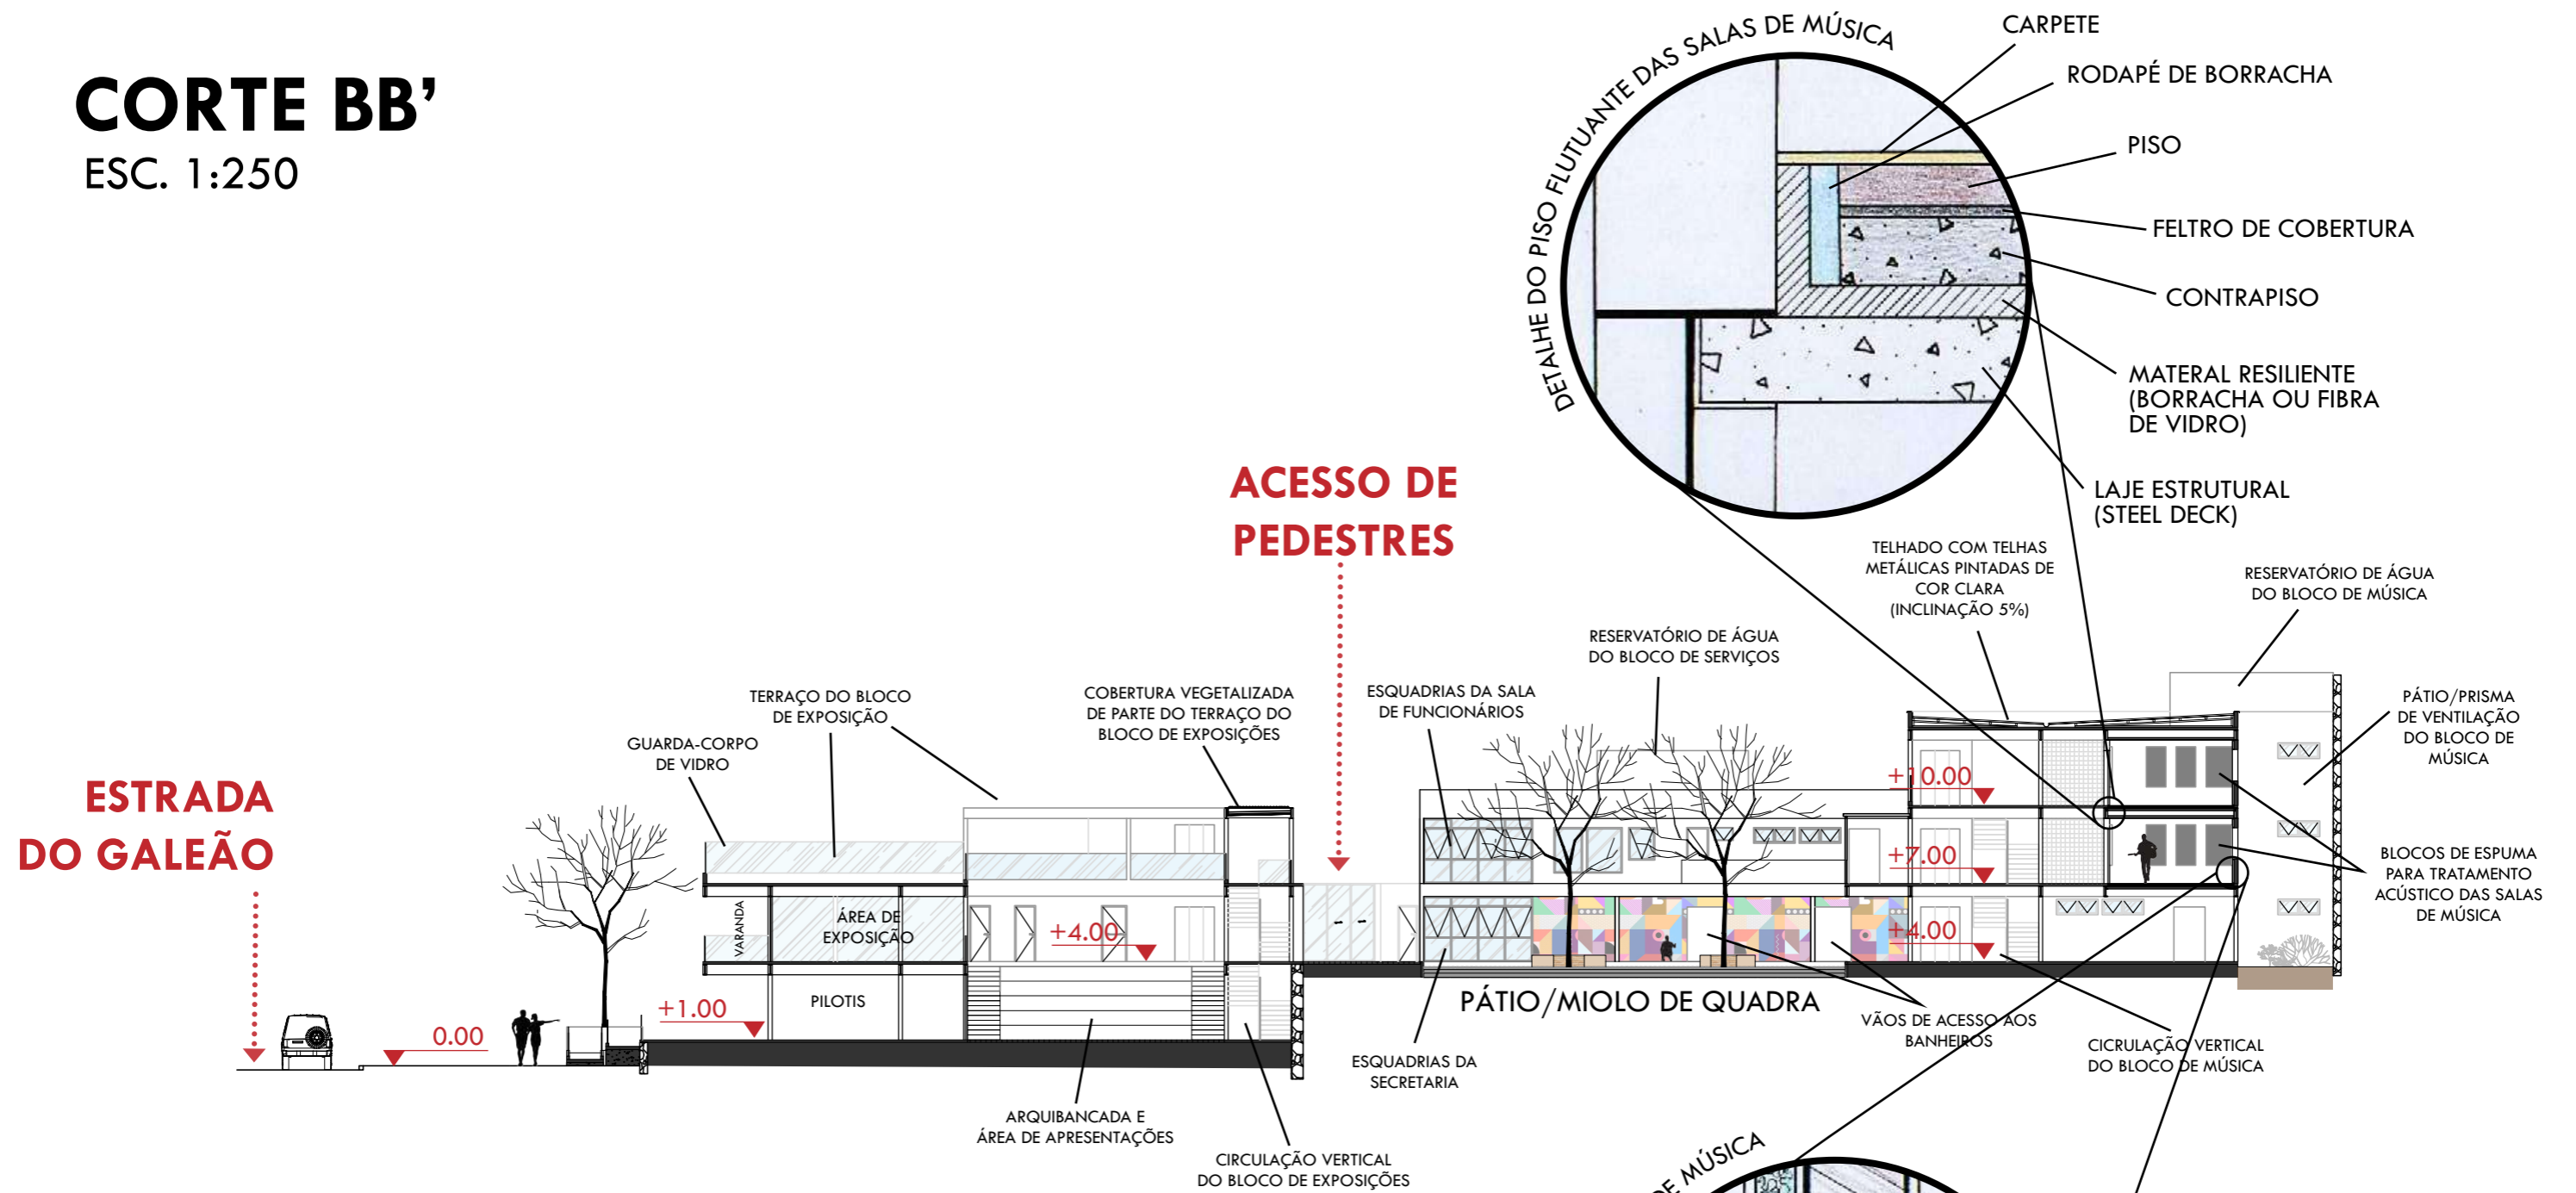 CORTE BB’
ESC. 1:250
DETALHE DO PISO FLUTUANTE DAS SALAS DE MÚSICA
CARPETE
RODAPÉ DE BORRACHA
PISO
FELTRO DE COBERTURA
CONTRAPISO
MATERAL RESILIENTE
(BORRACHA OU FIBRA
DE VIDRO)
LAJE ESTRUTURAL
(STEEL DECK)
ACESSO DE
PEDESTRES
TELHADO COM TELHAS
METÁLICAS PINTADAS DE
COR CLARA
(INCLINAÇÃO 5%)
RESERVATÓRIO DE ÁGUA
DO BLOCO DE MÚSICA
RESERVATÓRIO DE ÁGUA
DO BLOCO DE SERVIÇOS
TERRAÇO DO BLOCO
DE EXPOSIÇÃO
COBERTURA VEGETALIZADA
DE PARTE DO TERRAÇO DO
BLOCO DE EXPOSIÇÕES
ESQUADRIAS DA SALA
DE FUNCIONÁRIOS
PÁTIO/PRISMA
DE VENTILAÇÃO
DO BLOCO DE
MÚSICA
GUARDA-CORPO
DE VIDRO
ESTRADA
DO GALEÃO
+10.00
+7.00
+4.00
BLOCOS DE ESPUMA
PARA TRATAMENTO
ACÚSTICO DAS SALAS
DE MÚSICA
VARANDA
ÁREA DE
EXPOSIÇÃO
+4.00
PILOTIS
+1.00
0.00
PÁTIO/MIOLO DE QUADRA
VÃOS DE ACESSO AOS
BANHEIROS
CICRULAÇÃO VERTICAL
DO BLOCO DE MÚSICA
ESQUADRIAS DA
SECRETARIA
ARQUIBANCADA E
ÁREA DE APRESENTAÇÕES
CIRCULAÇÃO VERTICAL
DO BLOCO DE EXPOSIÇÕES
DE MÚSICA